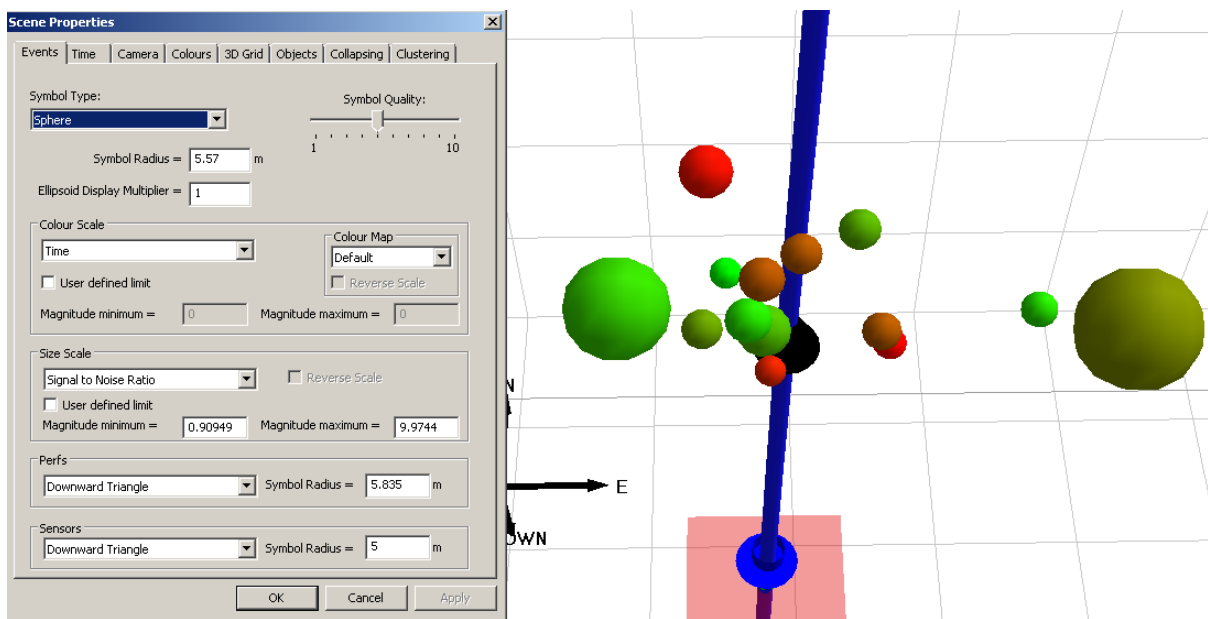 Scene Properties
Events Time Camera Colours 3D Grid Objects Collapsing Clustering
Symbol Type:
Sphere
Symbol Quality:
1 10
Symbol Radius = 5.57 m
Ellipsoid Display Multiplier = 1
Colour Scale
Time
Colour Map
Default
Reverse Scale
User defined limit
Magnitude minimum = 0 Magnitude maximum = 0
Size Scale
Signal to Noise Ratio
Reverse Scale
User defined limit
Magnitude minimum = 0.90949 Magnitude maximum = 9.9744
Perfs
Downward Triangle Symbol Radius = 5.835 m
Sensors
Downward Triangle Symbol Radius = 5 m
OK Cancel Apply
N
E
OWN